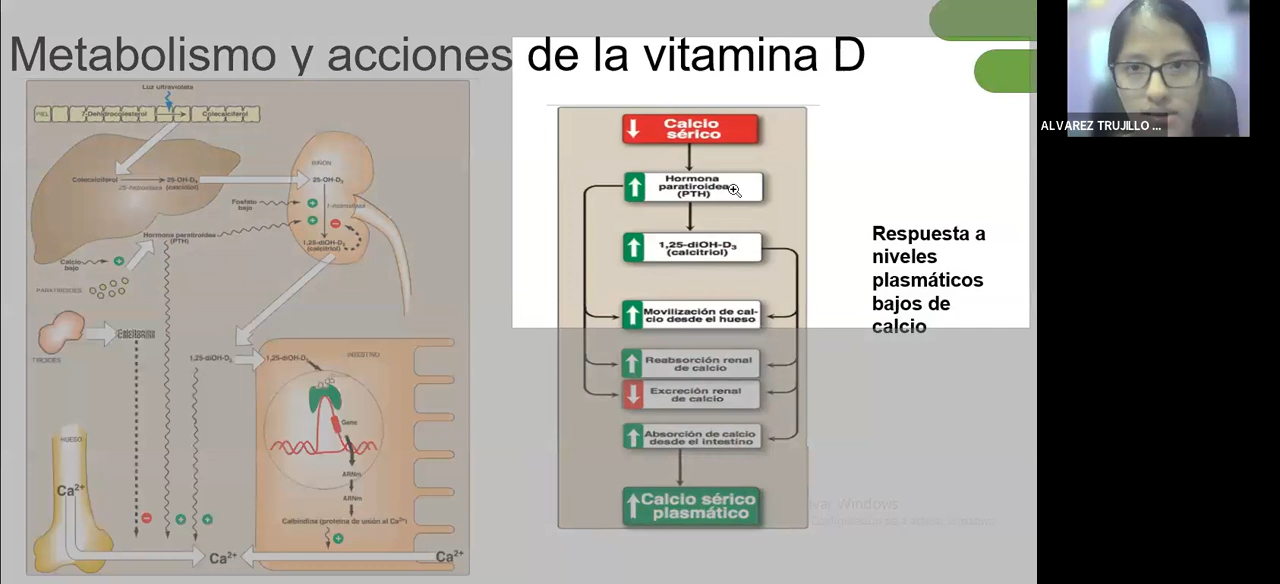 Metabolismo y acciones de la vitamina D
Luz ultravioleta
PIEL
7-Dehidrocolesterol
Colecalciferol
RIÑÓN
Colecalciferol
25-OH-D3
(calcitriol)
25-OH-D3
Fosfato
bajo
1,25-diOH-D3
(calcitriol)
Hormona paratiroidea
(PTH)
Calcio
bajo
PARATIROIDES
Calcitonina
TIROIDES
1,25-diOH-D3
1,25-diOH-D3
INTESTINO
Gene
ARNm
ARNm
Calbindina (proteína de unión al Ca2+)
HUESO
Ca2+
Ca2+
Ca2+
Calcio
sérico
Hormona
paratiroidea
(PTH)
1,25-diOH-D3
(calcitriol)
Movilización de cal-
cio desde el hueso
Reabsorción renal
de calcio
Excreción renal
de calcio
Absorción de calcio
desde el intestino
Calcio sérico
plasmático
Respuesta a
niveles
plasmáticos
bajos de
calcio
Windows
ALVAREZ TRUJILLO ...